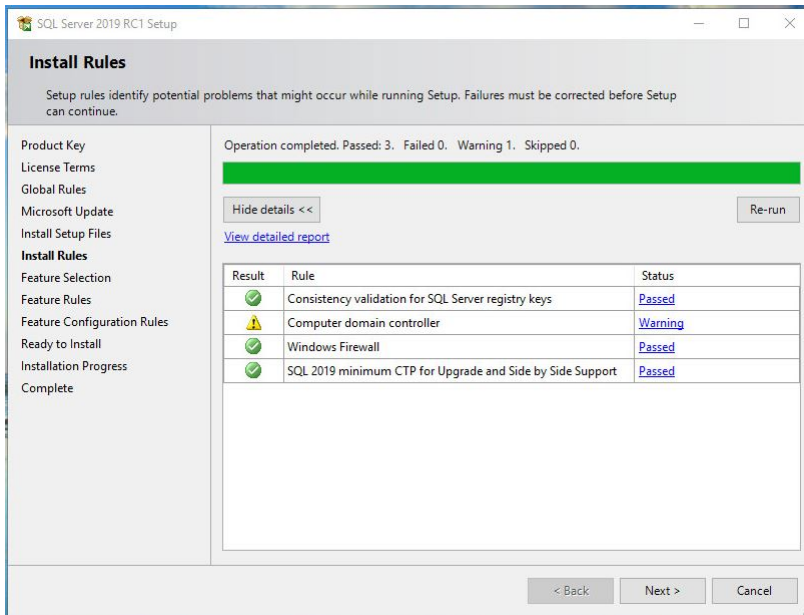 SQL Server 2019 RC1 Setup
Install Rules
Setup rules identify potential problems that might occur while running Setup. Failures must be corrected before Setup
can continue.
Product Key
License Terms
Global Rules
Microsoft Update
Install Setup Files
Install Rules
Feature Selection
Feature Rules
Feature Configuration Rules
Ready to Install
Installation Progress
Complete
Operation completed. Passed: 3. Failed 0. Warning 1. Skipped 0.
Hide details << Re-run
View detailed report
Result Rule Status
Consistency validation for SQL Server registry keys Passed
Computer domain controller Warning
Windows Firewall Passed
SQL 2019 minimum CTP for Upgrade and Side by Side Support Passed
< Back Next > Cancel